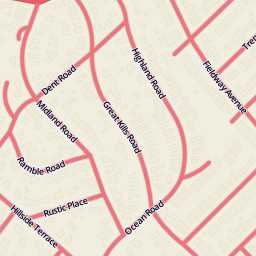 Dent Road
Highland Road
Fieldway Avenue
Midland Road
Great Kills Road
Ramble Road
Rustic Place
Ocean Road
Hillside Terrace